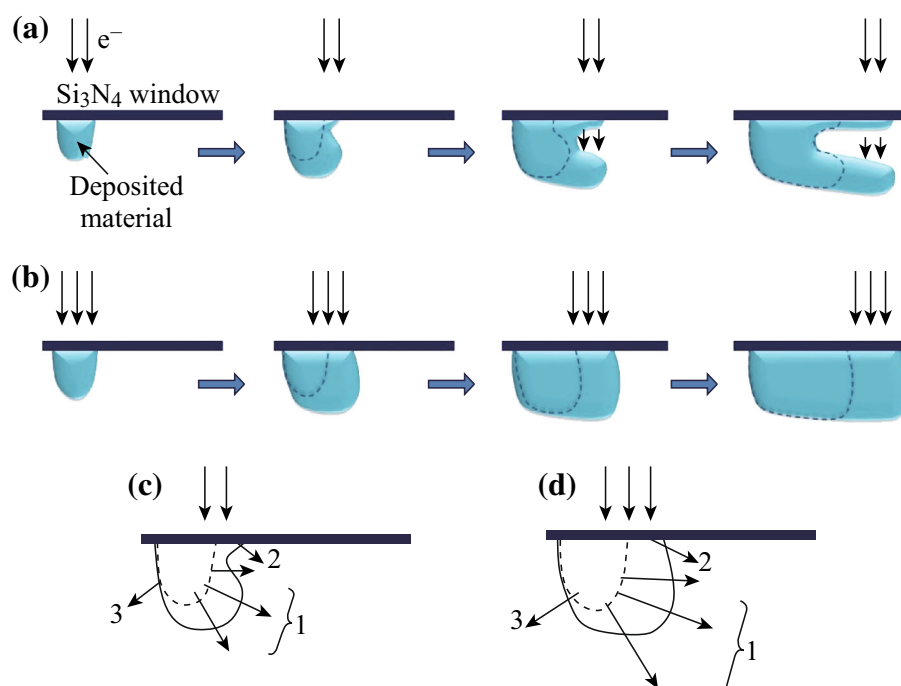 (a)
e⁻
Si₃N₄ window
Deposited
material
(b)
(c)
(d)
2
3
1
2
3
1